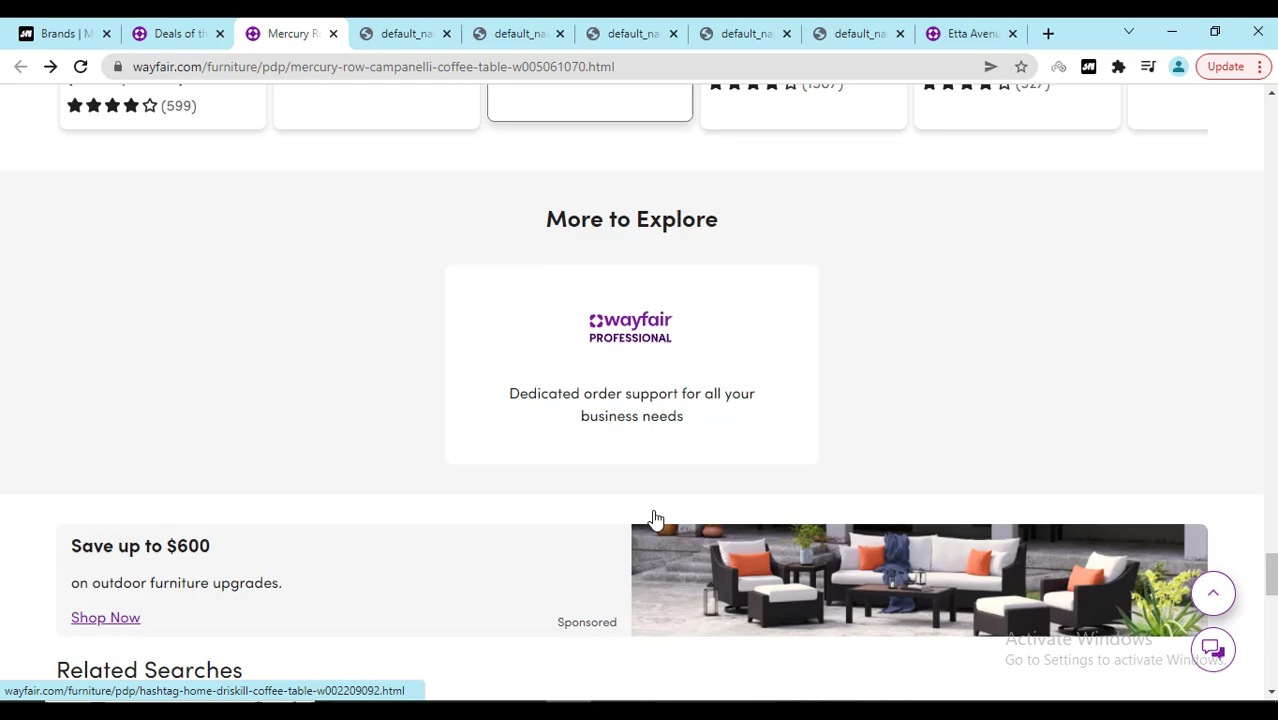 Brands | M
Deals of th
Mercury Ro
default_na
default_na
default_na
default_na
default_na
Etta Avenu
wayfair.com/furniture/pdp/mercury-row-campanelli-coffee-table-w005061070.html
Update
(599)
More to Explore
wayfair
PROFESSIONAL
Dedicated order support for all your
business needs
Save up to $600
on outdoor furniture upgrades.
Shop Now
Sponsored
Related Searches
Activate Windows
Go to Settings to activate Windows.
wayfair.com/furniture/pdp/hashtag-home-driskill-coffee-table-w002209092.html